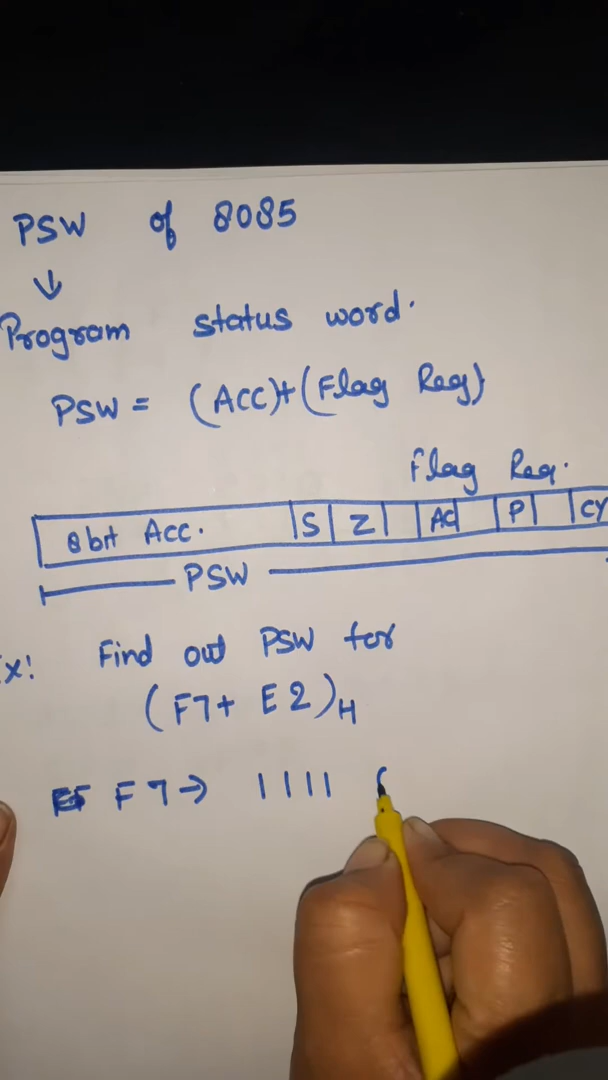 PSW of 8085
↓
Program status word.
PSW = (ACC)+(Flag Reg)
Flag Reg.
8 bit Acc. S Z AC P CY
PSW
Ex! Find out PSW for
(F7+ E2)H
F7→ 1111